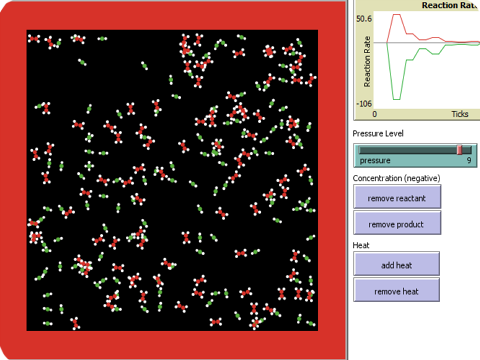 Reaction Rat
50.6
Reaction Rate
-106
0
Ticks
Pressure Level
pressure 9
Concentration (negative)
remove reactant
remove product
Heat
add heat
remove heat